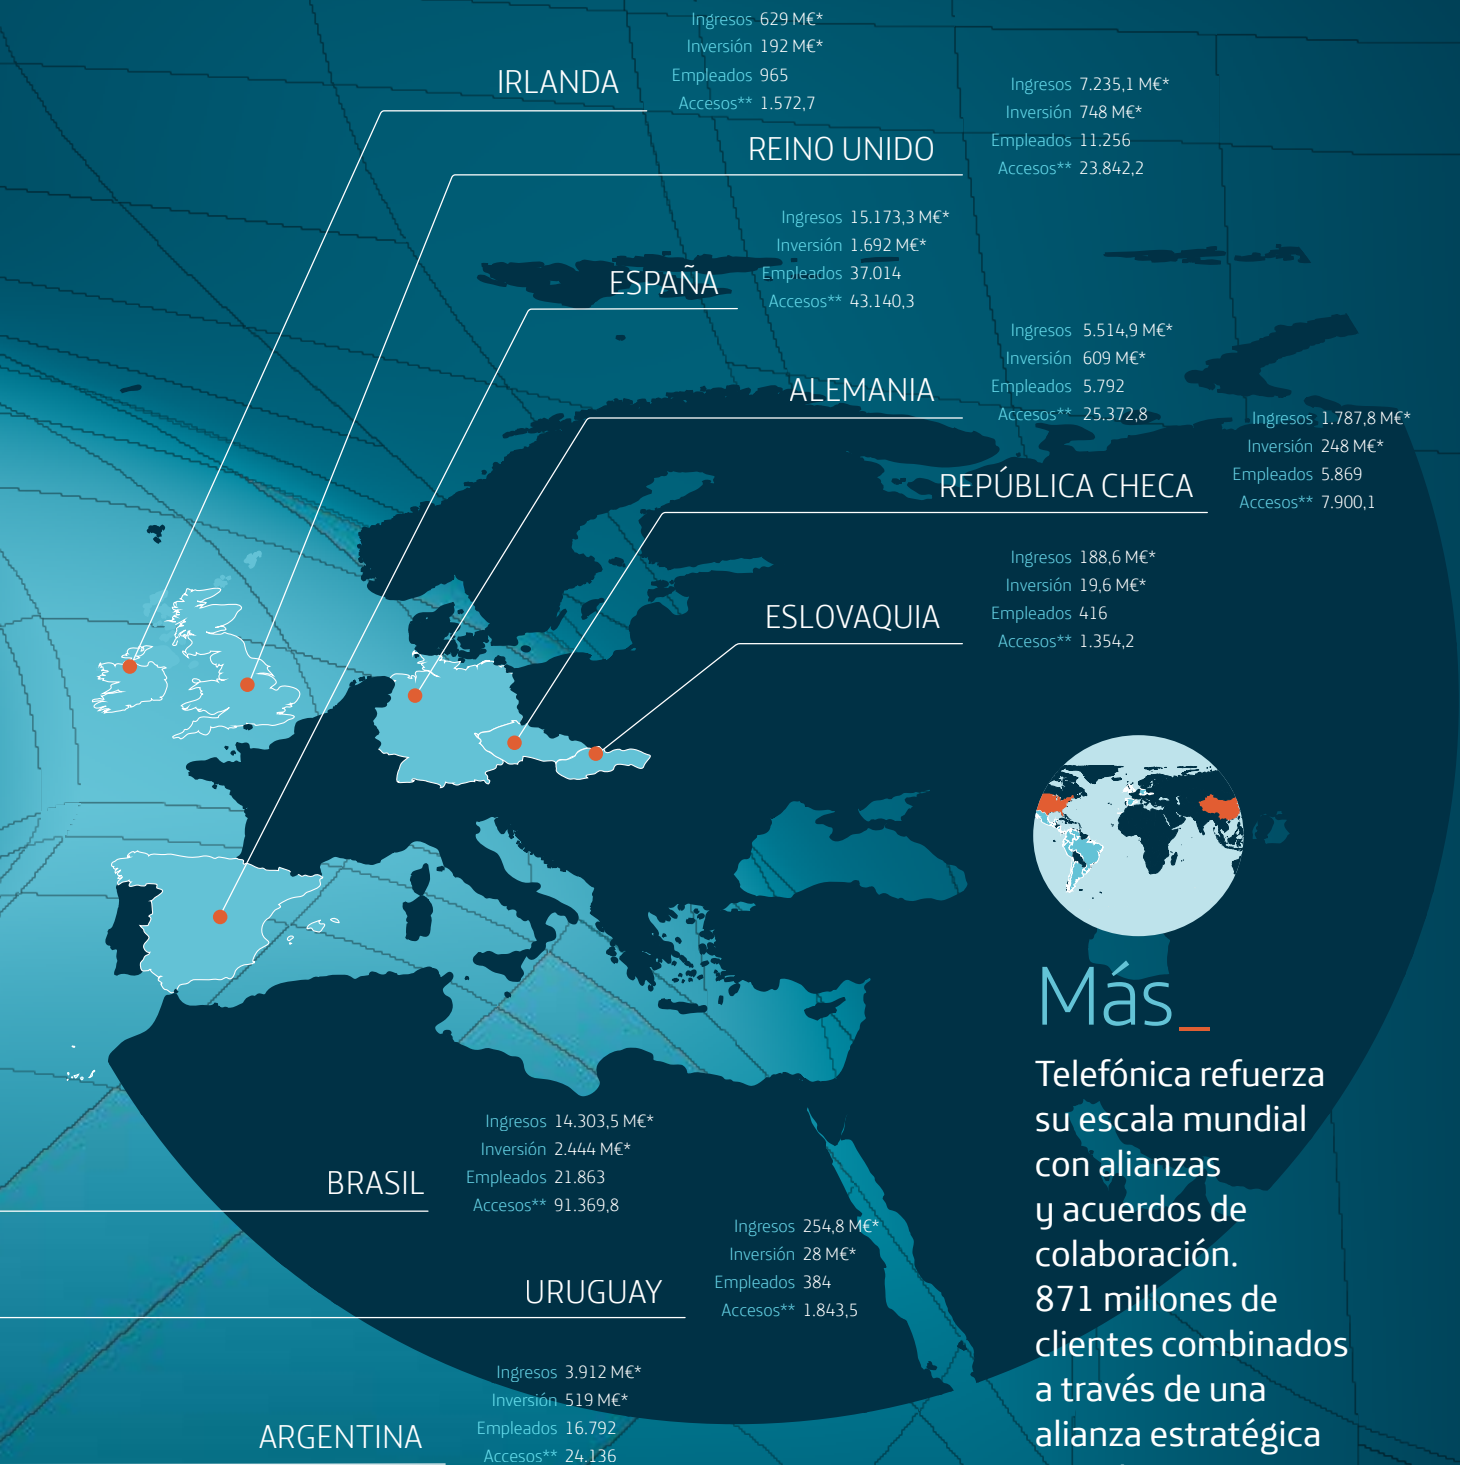 Ingresos 629 M€*
Inversión 192 M€*
Empleados 965
Accesos** 1.572,7
IRLANDA
Ingresos 7.235,1 M€*
Inversión 748 M€*
Empleados 11.256
Accesos** 23.842,2
REINO UNIDO
Ingresos 15.173,3 M€*
Inversión 1.692 M€*
Empleados 37.014
Accesos** 43.140,3
ESPAÑA
Ingresos 5.514,9 M€*
Inversión 609 M€*
Empleados 5.792
Accesos** 25.372,8
ALEMANIA
Ingresos 1.787,8 M€*
Inversión 248 M€*
Empleados 5.869
Accesos** 7.900,1
REPÚBLICA CHECA
Ingresos 188,6 M€*
Inversión 19,6 M€*
Empleados 416
Accesos** 1.354,2
ESLOVAQUIA
Ingresos 14.303,5 M€*
Inversión 2.444 M€*
Empleados 21.863
Accesos** 91.369,8
BRASIL
Ingresos 254,8 M€*
Inversión 28 M€*
Empleados 384
Accesos** 1.843,5
URUGUAY
Ingresos 3.912 M€*
Inversión 519 M€*
Empleados 16.792
Accesos** 24.136
ARGENTINA
Más_
Telefónica refuerza
su escala mundial
con alianzas
y acuerdos de
colaboración.
871 millones de
clientes combinados
a través de una
alianza estratégica